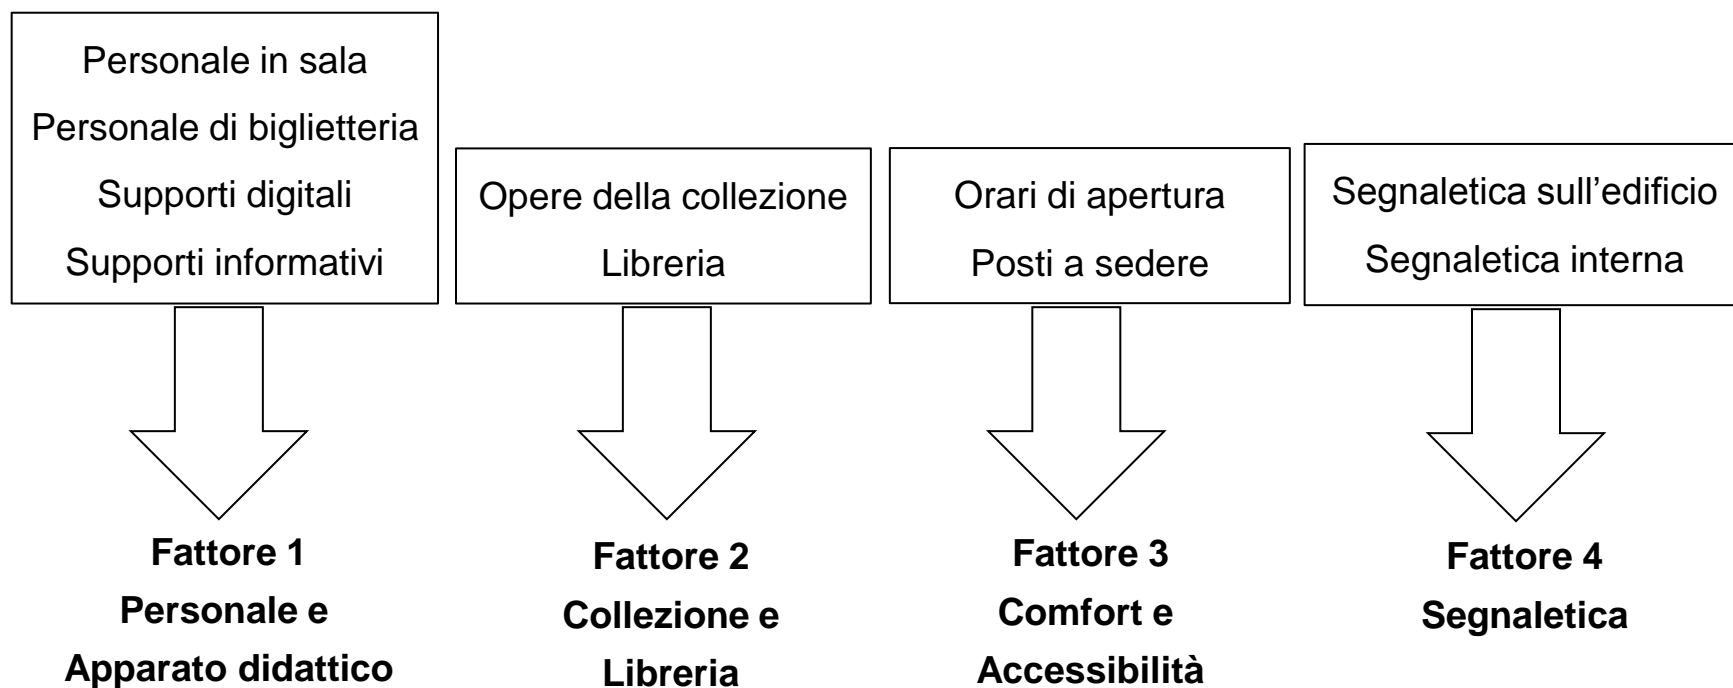 Personale in sala
Personale di biglietteria
Supporti digitali
Supporti informativi
Opere della collezione
Libreria
Orari di apertura
Posti a sedere
Segnaletica sull’edificio
Segnaletica interna
Fattore 1
Personale e
Apparato didattico
Fattore 2
Collezione e
Libreria
Fattore 3
Comfort e
Accessibilità
Fattore 4
Segnaletica